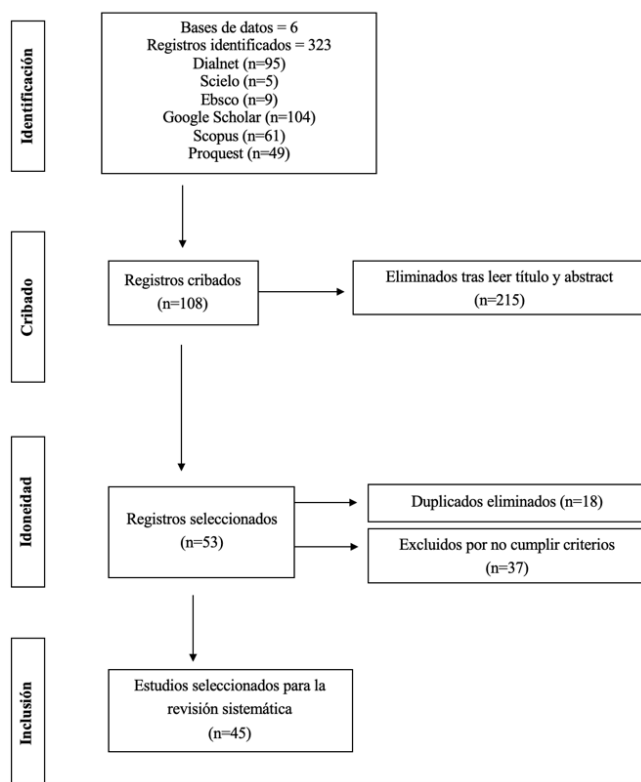 Identificación
Bases de datos = 6
Registros identificados = 323
Dialnet (n=95)
Scielo (n=5)
Ebsco (n=9)
Google Scholar (n=104)
Scopus (n=61)
Proquest (n=49)
Cribado
Registros cribados
(n=108)
Eliminados tras leer título y abstract
(n=215)
Idoneidad
Registros seleccionados
(n=53)
Duplicados eliminados (n=18)
Excluidos por no cumplir criterios
(n=37)
Inclusión
Estudios seleccionados para la
revisión sistemática
(n=45)